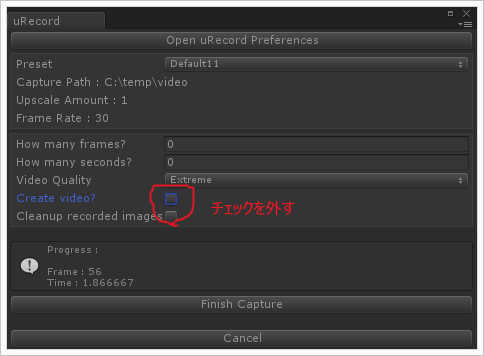 uRecord
Open uRecord Preferences
Preset Default11
Capture Path : C:\temp\video
Upscale Amount : 1
Frame Rate : 30
How many frames? 0
How many seconds? 0
Video Quality Extreme
Create video?
チェックを外す
Cleanup recorded images
Progress :
Frame : 56
Time : 1.866667
Finish Capture
Cancel